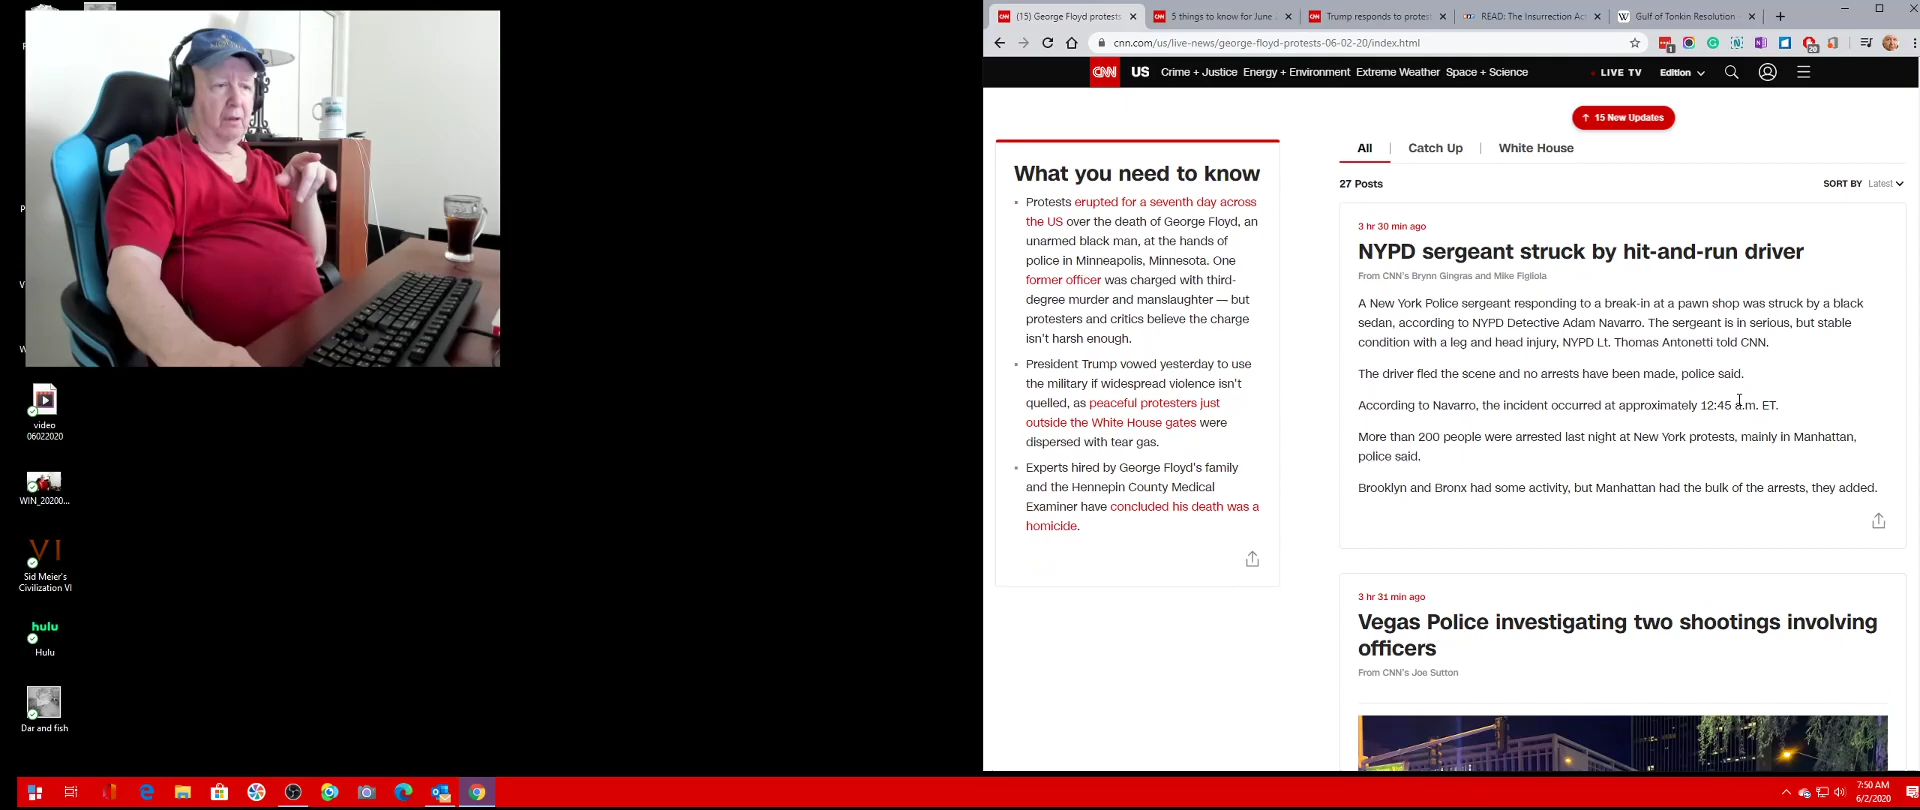 (15) George Floyd protests
5 things to know for June
Trump responds to protest
READ: The Insurrection Act
Gulf of Tonkin Resolution
cnn.com/us/live-news/george-floyd-protests-06-02-20/index.html
CNN US Crime + Justice Energy + Environment Extreme Weather Space + Science LIVE TV Edition
15 New Updates
All | Catch Up | White House
27 Posts
SORT BY Latest
What you need to know
Protests erupted for a seventh day across
the US over the death of George Floyd, an
unarmed black man, at the hands of
police in Minneapolis, Minnesota. One
former officer was charged with third-
degree murder and manslaughter — but
protesters and critics believe the charge
isn't harsh enough.
President Trump vowed yesterday to use
the military if widespread violence isn't
quelled, as peaceful protesters just
outside the White House gates were
dispersed with tear gas.
Experts hired by George Floyd's family
and the Hennepin County Medical
Examiner have concluded his death was a
homicide.
3 hr 30 min ago
NYPD sergeant struck by hit-and-run driver
From CNN's Brynn Gingras and Mike Figliola
A New York Police sergeant responding to a break-in at a pawn shop was struck by a black
sedan, according to NYPD Detective Adam Navarro. The sergeant is in serious, but stable
condition with a leg and head injury, NYPD Lt. Thomas Antonetti told CNN.
The driver fled the scene and no arrests have been made, police said.
According to Navarro, the incident occurred at approximately 12:45 a.m. ET.
More than 200 people were arrested last night at New York protests, mainly in Manhattan,
police said.
Brooklyn and Bronx had some activity, but Manhattan had the bulk of the arrests, they added.
3 hr 31 min ago
Vegas Police investigating two shootings involving
officers
From CNN's Joe Sutton
video
06022020
WIN_20200...
VI
Sid Meier's
Civilization VI
hulu
Hulu
Dar and fish
7:50 AM
6/2/2020